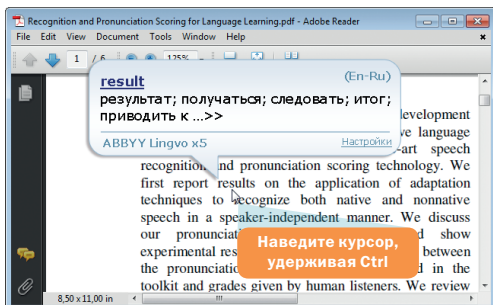 Recognition and Pronunciation Scoring for Language Learning.pdf - Adobe Reader
File Edit View Document Tools Window Help
1 / 6 125%
result (En-Ru)
результат; получаться; следовать; итог;
приводить к ...>>
ABBYY Lingvo x5 Настройки
evelopment
ve language
-art speech
recognition and pronunciation scoring technology. We
first report results on the application of adaptation
techniques to recognize both native and nonnative
speech in a speaker-independent manner. We discuss
our show
experimental between
the in the
toolkit and grades given by human listeners. We review
Наведите курсор,
удерживая Ctrl
8,50 x 11,00 in